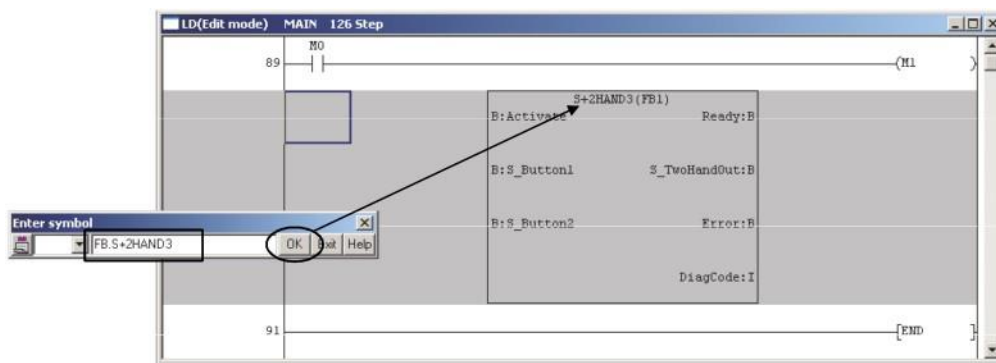 LD(Edit mode) MAIN 126 Step
M0
89
(M1 )
S+2HAND3(FB1)
B:Activate Ready:B
B:S_Button1 S_TwoHandOut:B
Enter symbol
B:S_Button2 Error:B
FB.S+2HAND3 OK Exit Help
DiagCode:I
91
[END ]